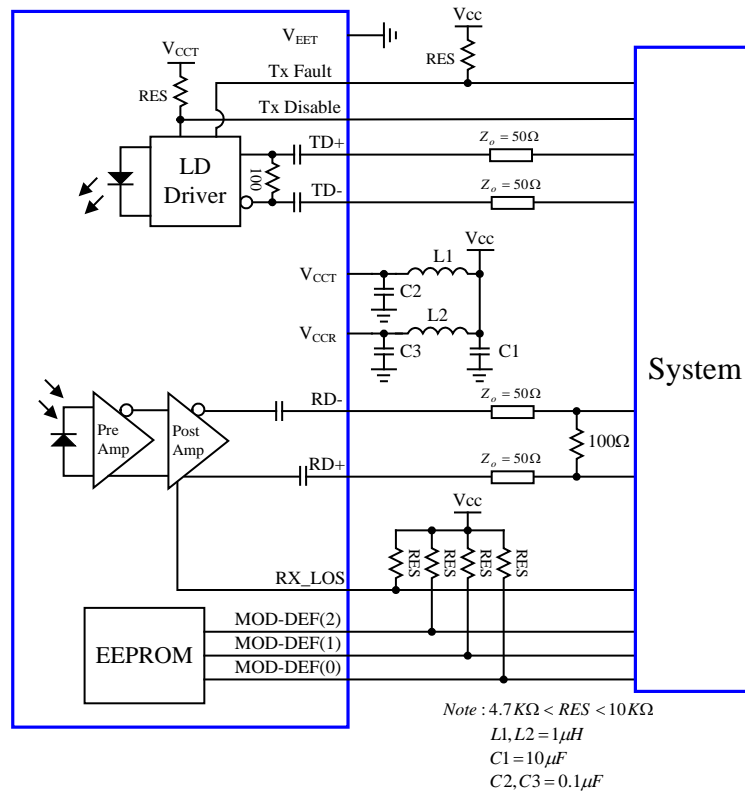 Vcc
V_EET
V_CCT
Tx Fault
RES
RES
Tx Disable
LD
Driver
100
TD+
Z_o = 50Ω
TD-
Z_o = 50Ω
Vcc
L1
V_CCT
C2
L2
V_CCR
C3
C1
System
RD-
Z_o = 50Ω
Pre
Amp
Post
Amp
100Ω
RD+
Z_o = 50Ω
Vcc
RES
RES
RES
RES
RX_LOS
EEPROM
MOD-DEF(2)
MOD-DEF(1)
MOD-DEF(0)
Note : 4.7KΩ < RES < 10KΩ
L1, L2 = 1μH
C1 = 10μF
C2, C3 = 0.1μF